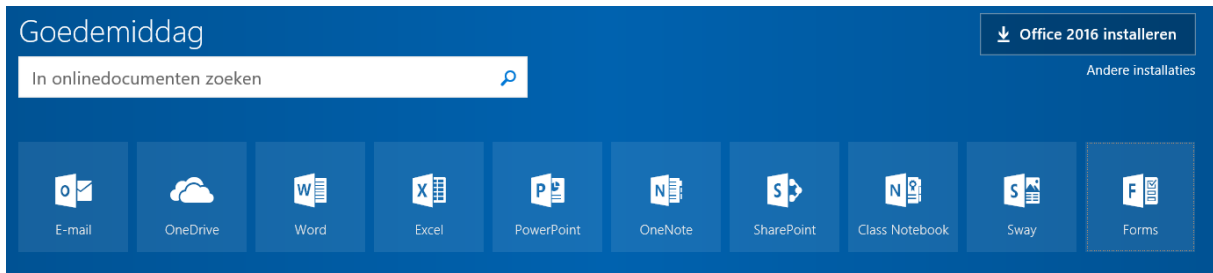 Goedemiddag
Office 2016 installeren
In onlinedocumenten zoeken
Andere installaties
E-mail
OneDrive
Word
Excel
PowerPoint
OneNote
SharePoint
Class Notebook
Sway
Forms